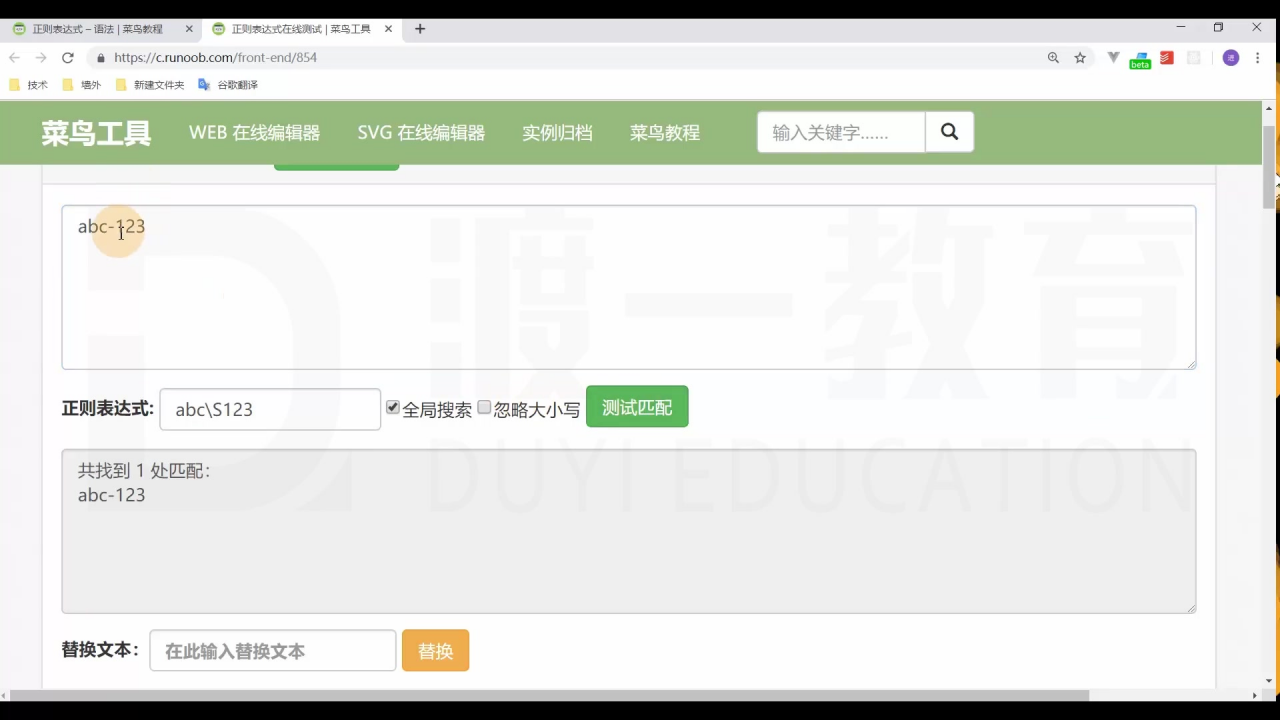 正则表达式 – 语法 | 菜鸟教程
正则表达式在线测试 | 菜鸟工具
https://c.runoob.com/front-end/854
beta
技术
墙外
新建文件夹
谷歌翻译
菜鸟工具
WEB 在线编辑器
SVG 在线编辑器
实例归档
菜鸟教程
输入关键字......
abc-123
正则表达式:
abc\S123
全局搜索
忽略大小写
测试匹配
共找到 1 处匹配:
abc-123
替换文本:
在此输入替换文本
替换
渡一教育
DUYI EDUCATION